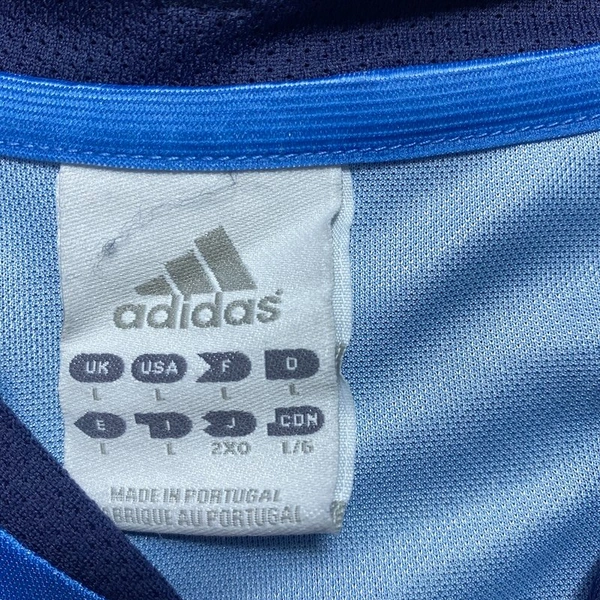 adidas
UK USA F D
L L L L
E I J CDN
L L 2XO L/G
MADE IN PORTUGAL
FABRIQUE AU PORTUGAL